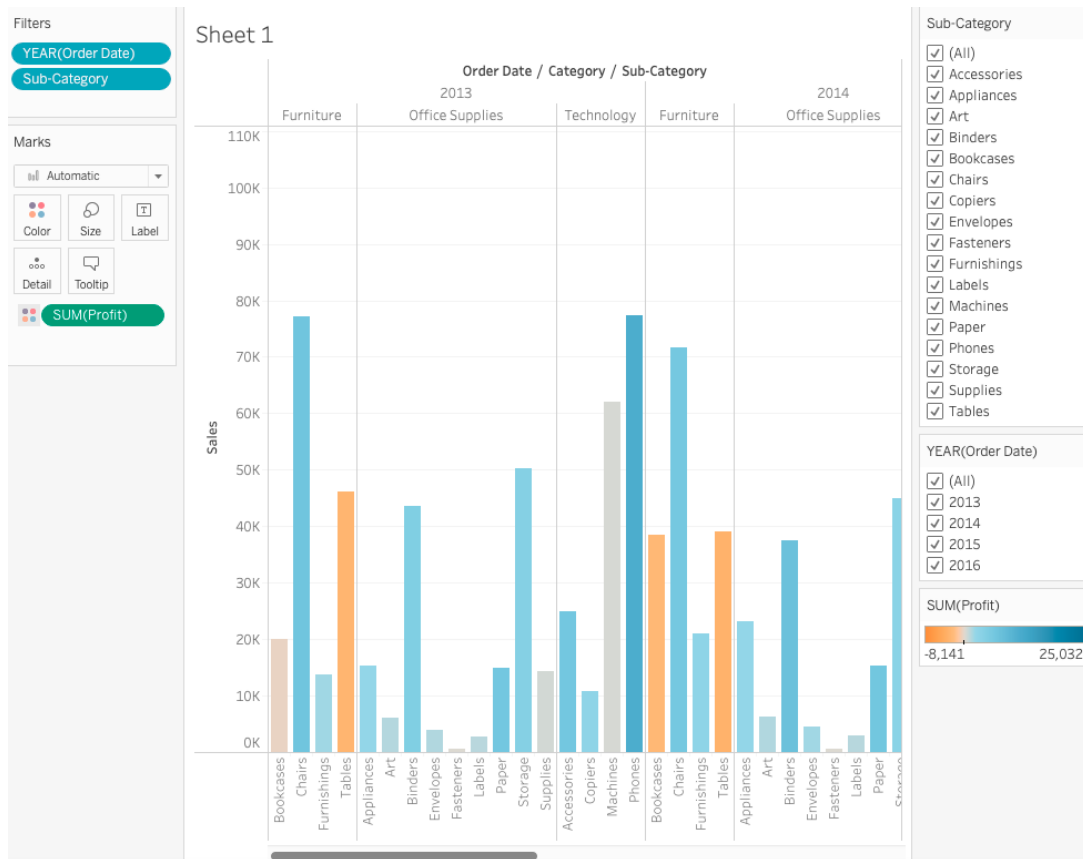 Filters
YEAR(Order Date)
Sub-Category
Marks
Automatic
Color
Size
T
Label
Detail
Tooltip
SUM(Profit)
Sheet 1
Order Date / Category / Sub-Category
2013
2014
Furniture
Office Supplies
Technology
Furniture
Office Supplies
Sales
110K
100K
90K
80K
70K
60K
50K
40K
30K
20K
10K
0K
Bookcases
Chairs
Furnishings
Tables
Appliances
Art
Binders
Envelopes
Fasteners
Labels
Paper
Storage
Supplies
Accessories
Copiers
Machines
Phones
Bookcases
Chairs
Furnishings
Tables
Appliances
Art
Binders
Envelopes
Fasteners
Labels
Paper
Storage
Sub-Category
(All)
Accessories
Appliances
Art
Binders
Bookcases
Chairs
Copiers
Envelopes
Fasteners
Furnishings
Labels
Machines
Paper
Phones
Storage
Supplies
Tables
YEAR(Order Date)
(All)
2013
2014
2015
2016
SUM(Profit)
-8,141 25,032